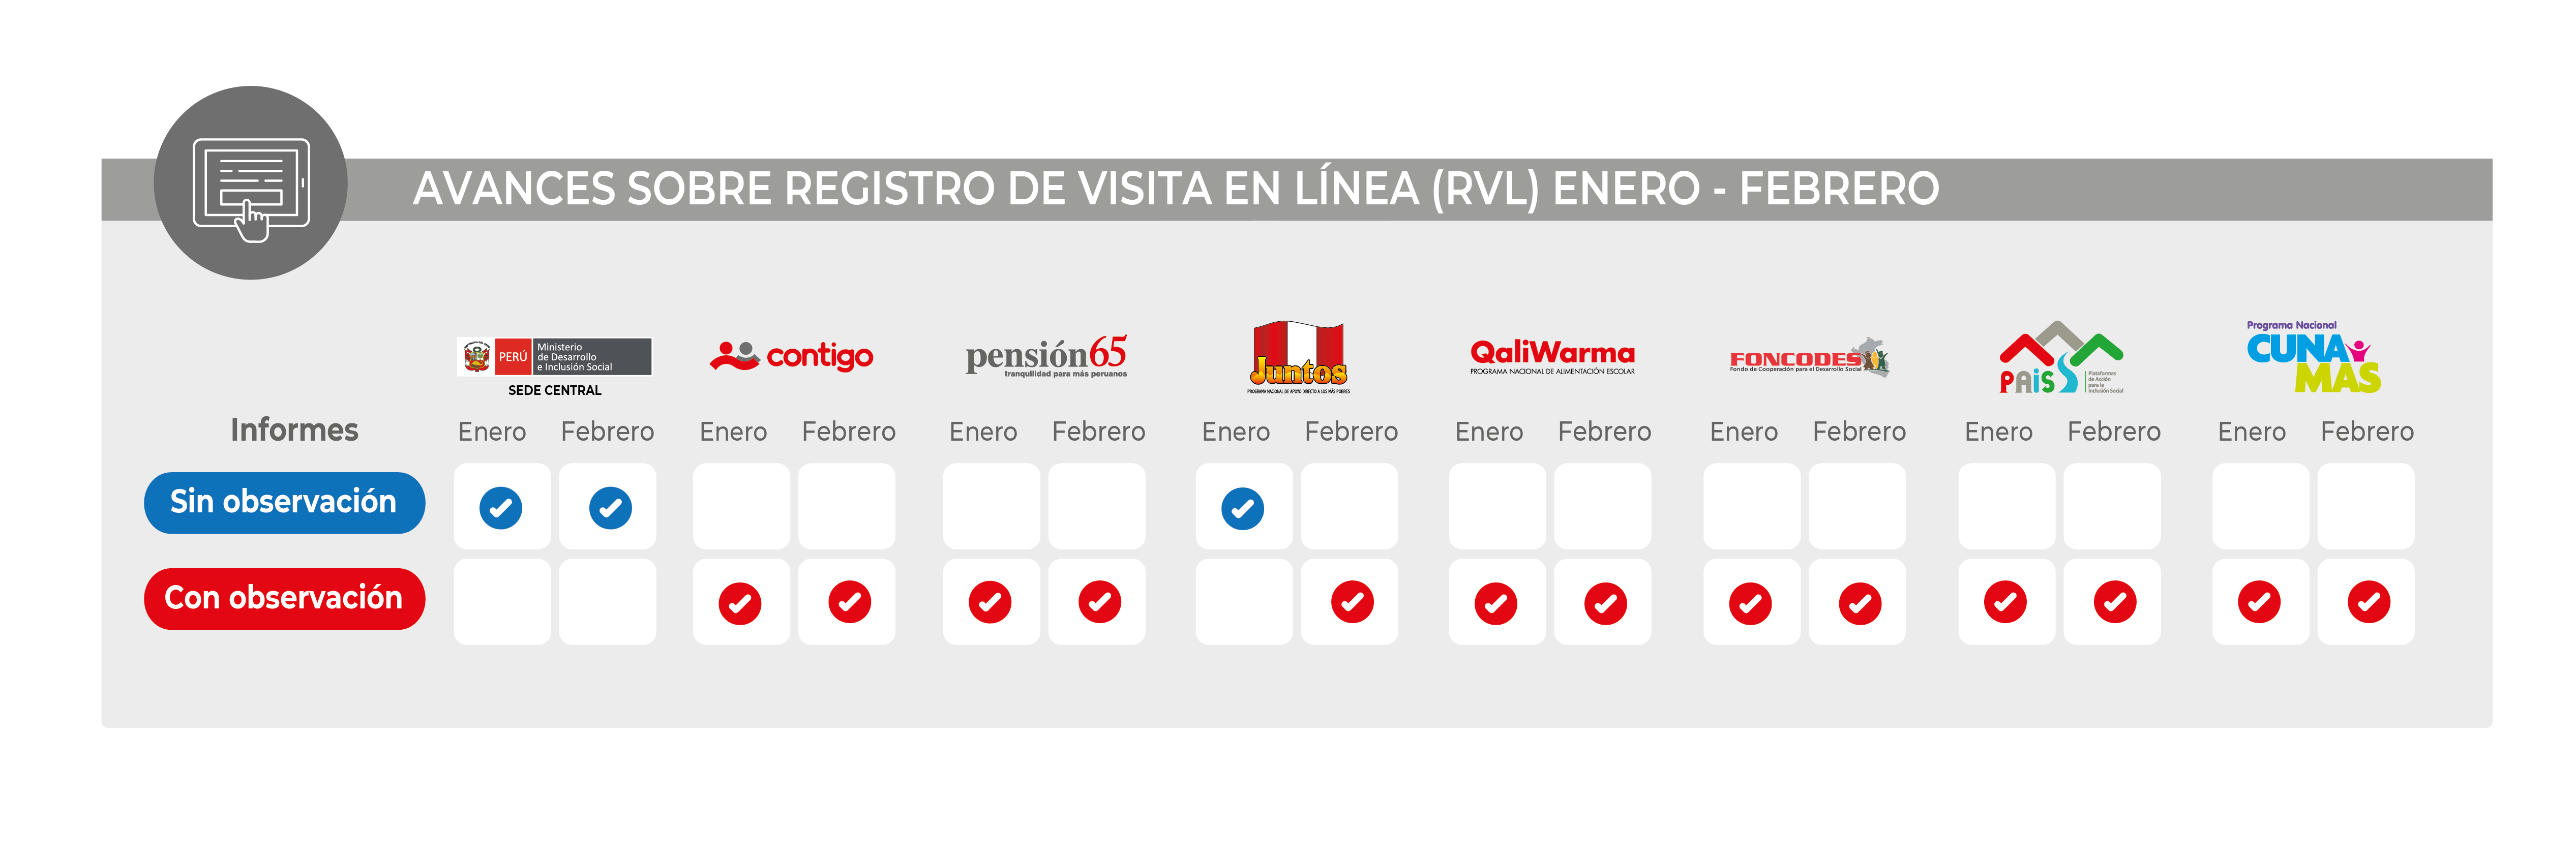 AVANCES SOBRE REGISTRO DE VISITA EN LÍNEA (RVL) ENERO - FEBRERO
PERÚ
Ministerio
de Desarrollo
e Inclusión Social
SEDE CENTRAL
contigo
pensión65
tranquilidad para más peruanos
Juntos
PROGRAMA NACIONAL DE APOYO DIRECTO A LOS MÁS POBRES
QaliWarma
PROGRAMA NACIONAL DE ALIMENTACIÓN ESCOLAR
FONCODES
Fondo de Cooperación para el Desarrollo Social
PAiS
Plataformas
de Acción
para la
Inclusión Social
Programa Nacional
CUNA
MAS
Informes
Enero Febrero Enero Febrero Enero Febrero Enero Febrero Enero Febrero Enero Febrero Enero Febrero Enero Febrero
Sin observación
Con observación